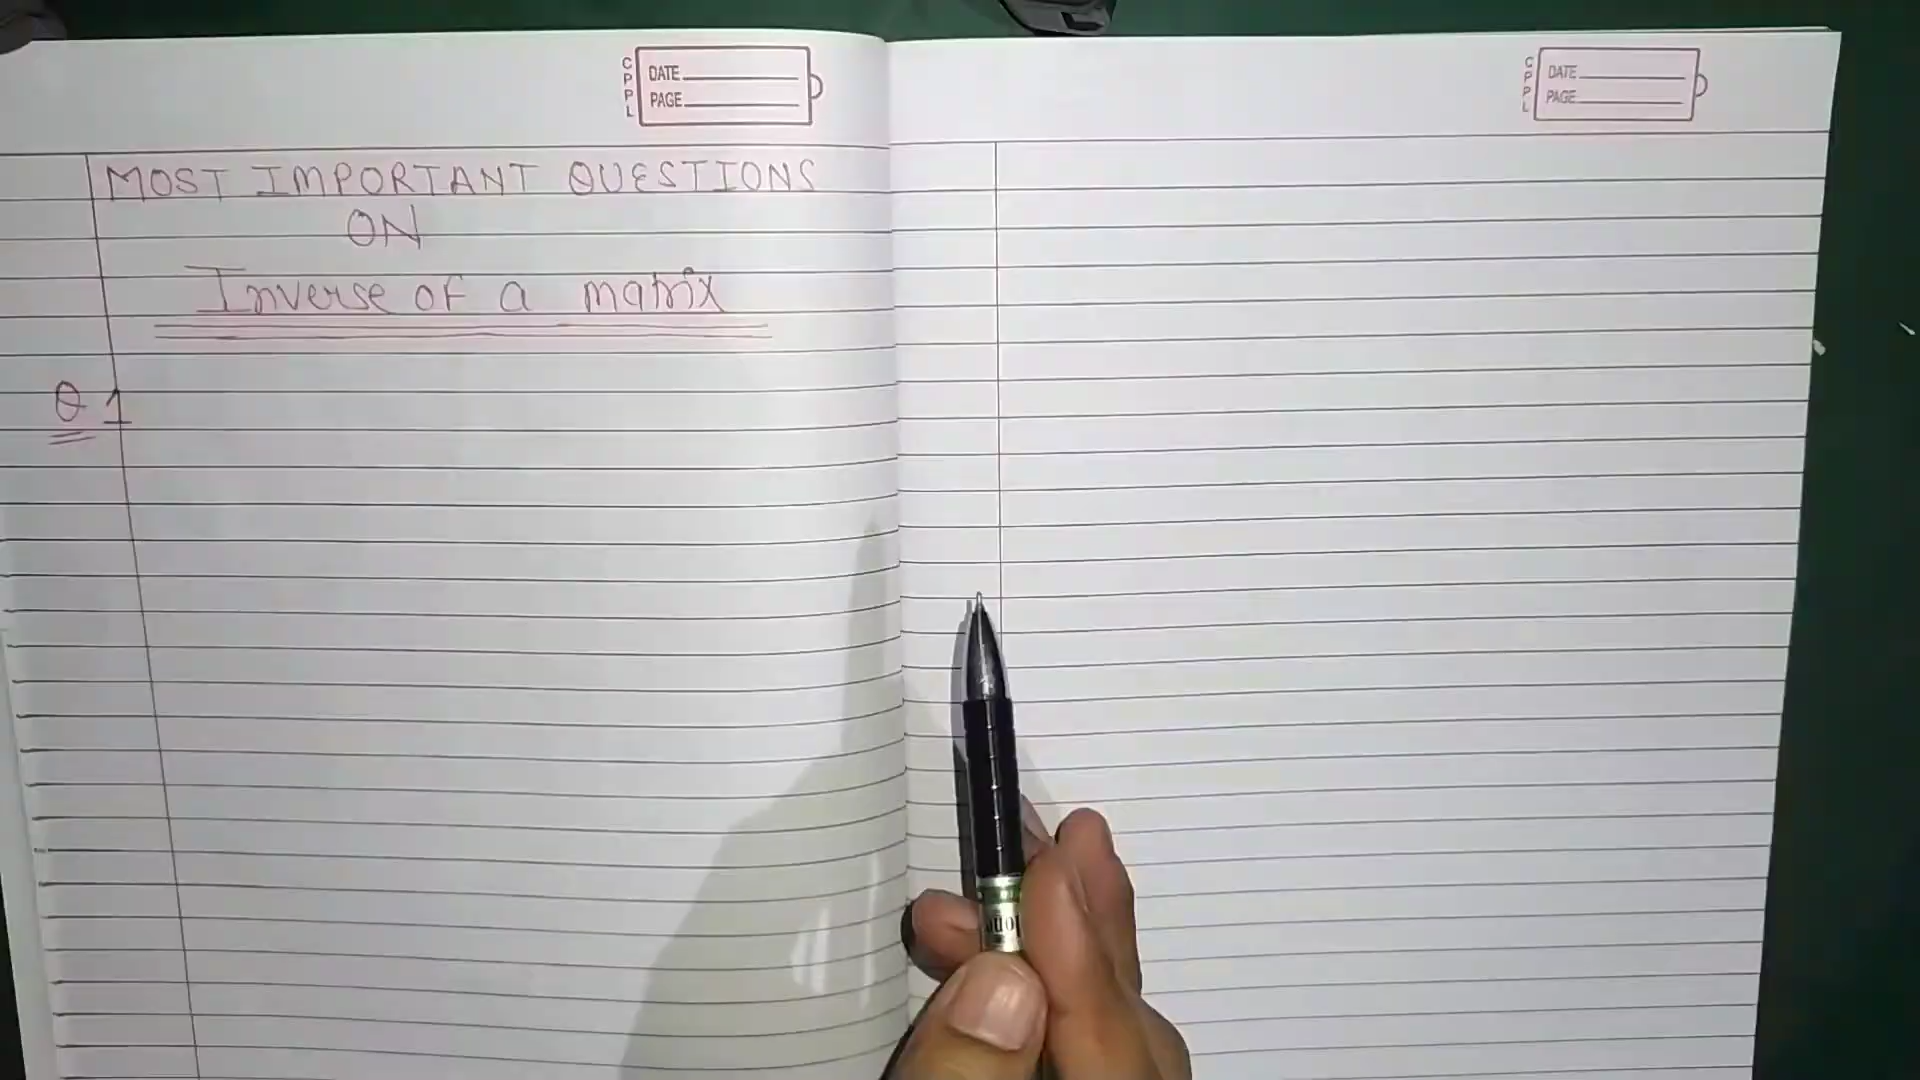 CPPL
DATE
PAGE
CPPL
DATE
PAGE
MOST IMPORTANT QUESTIONS
ON
Inverse of a matrix
Q 1